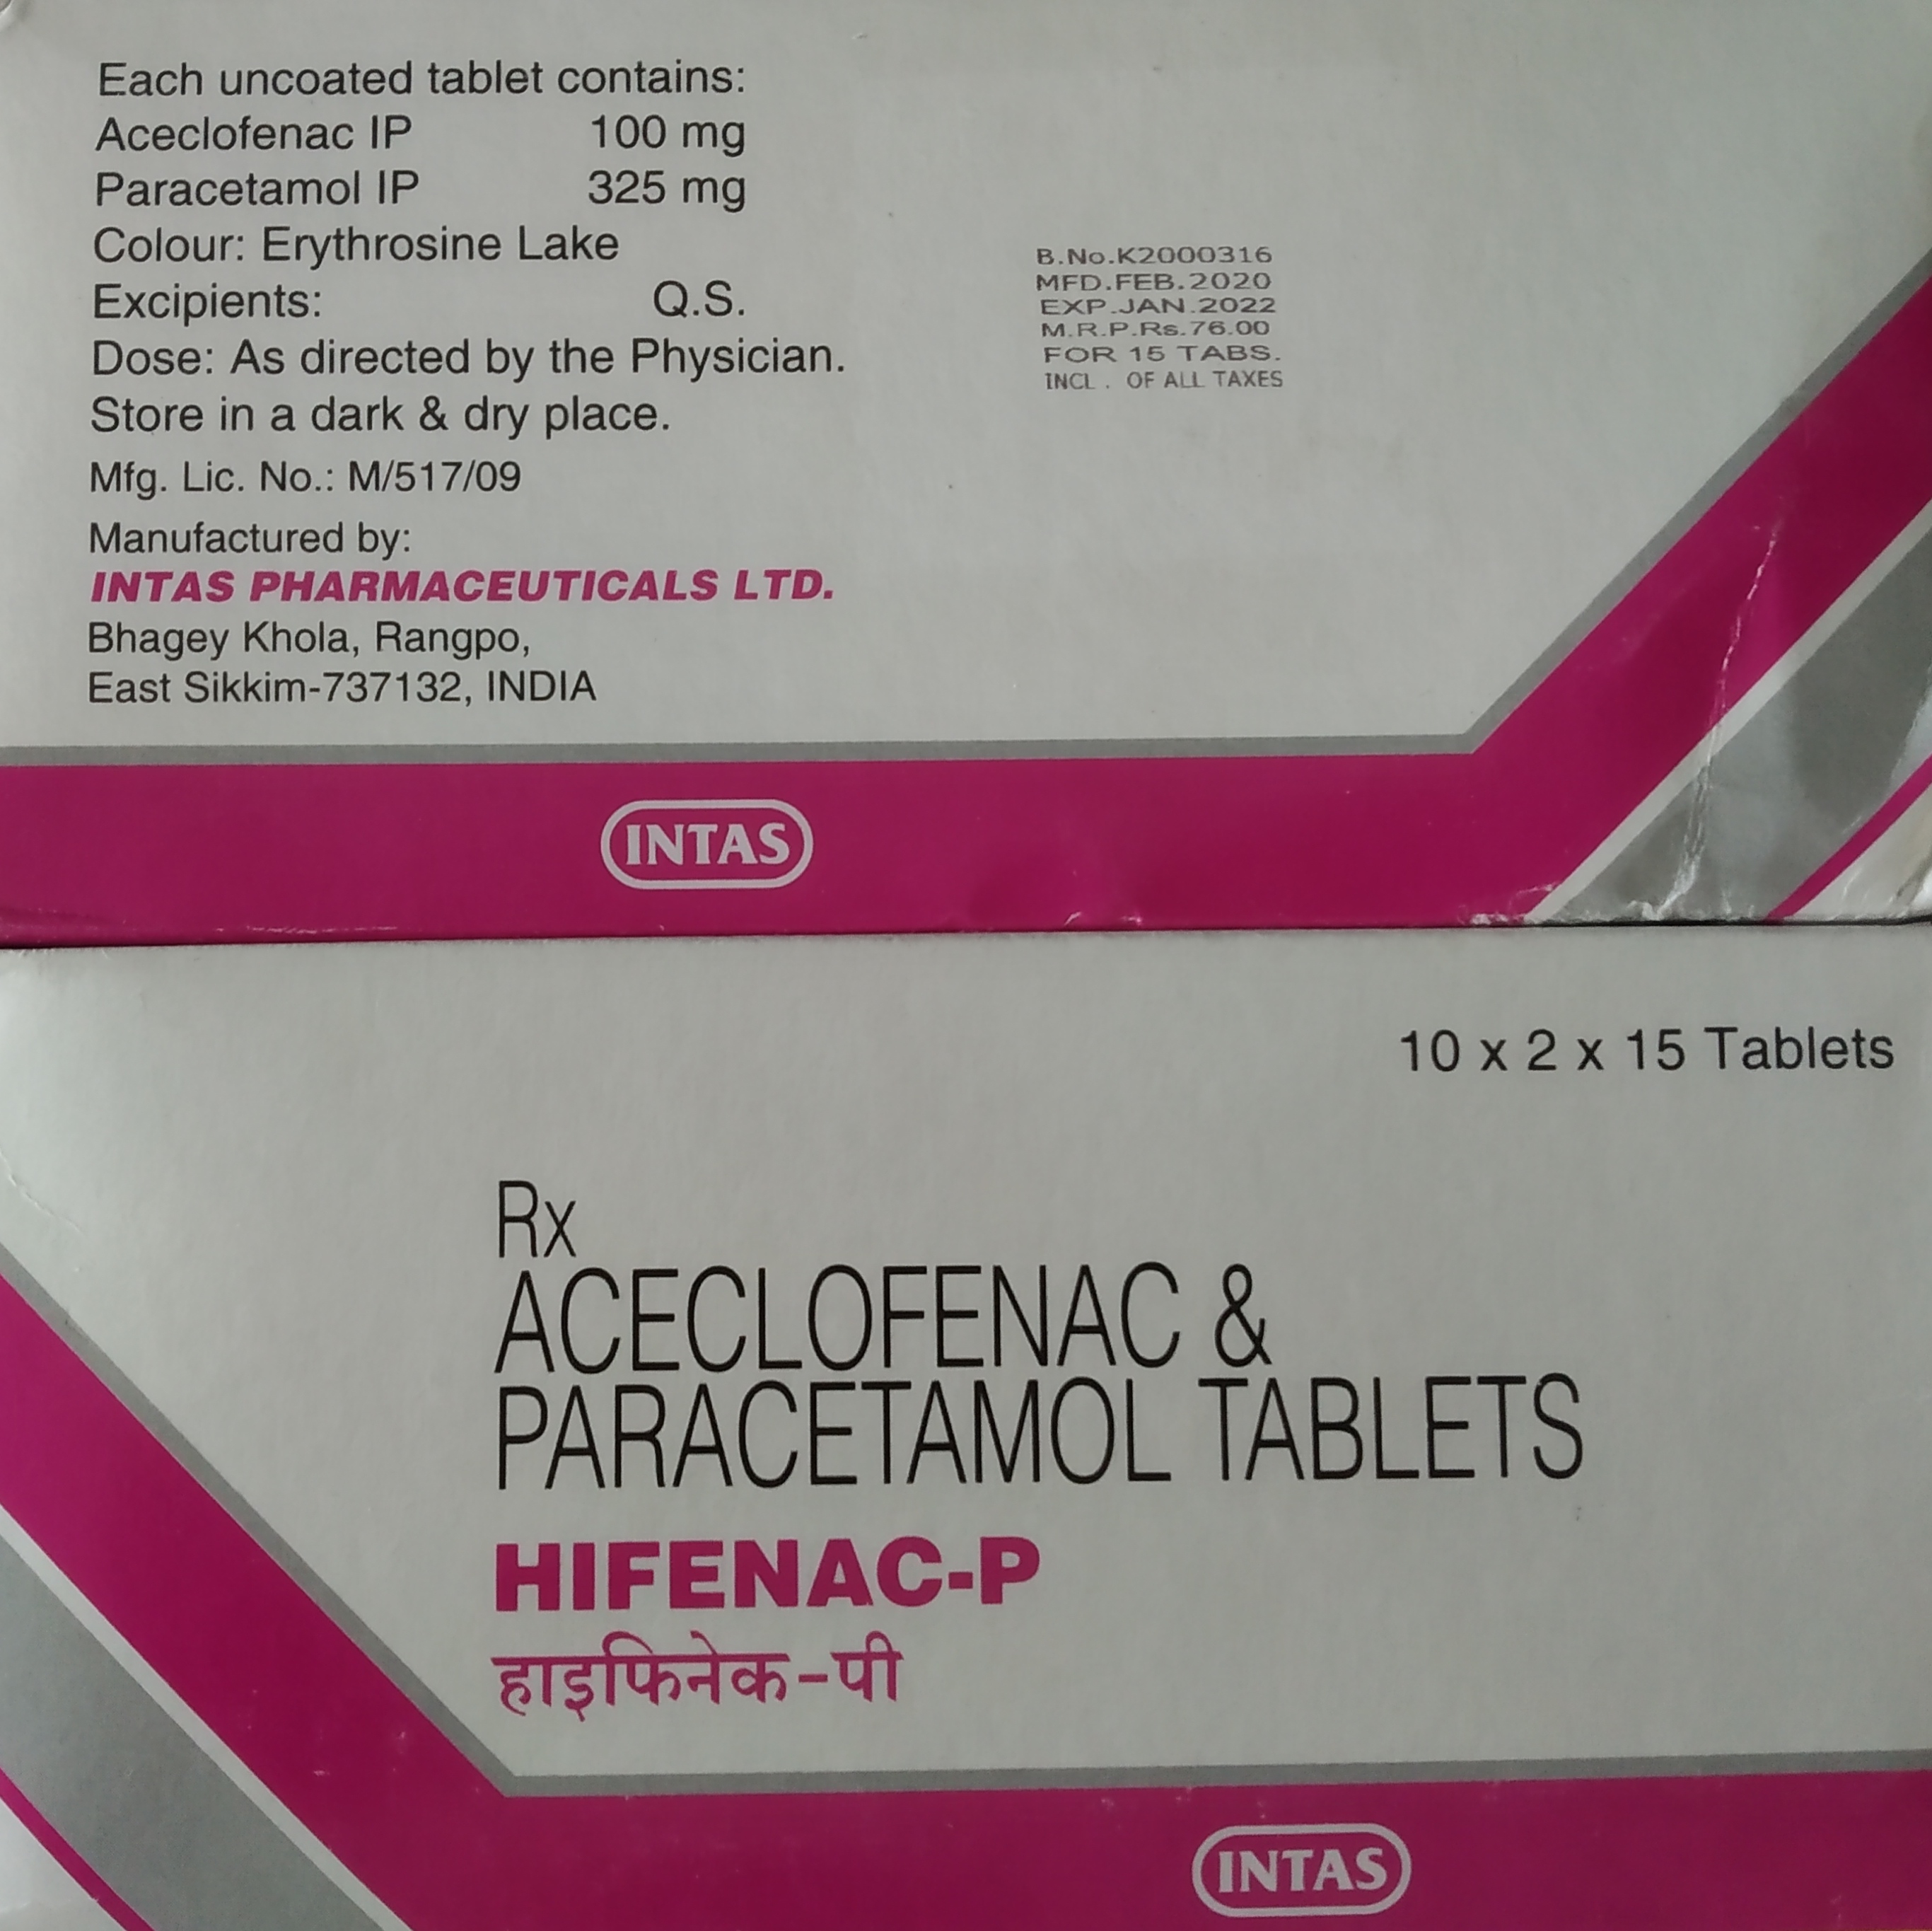 Each uncoated tablet contains:
Aceclofenac IP 100 mg
Paracetamol IP 325 mg
Colour: Erythrosine Lake
Excipients: Q.S.
Dose: As directed by the Physician.
Store in a dark & dry place.
Mfg. Lic. No.: M/517/09
Manufactured by:
INTAS PHARMACEUTICALS LTD.
Bhagey Khola, Rangpo,
East Sikkim-737132, INDIA
B.No.K2000316
MFD.FEB.2020
EXP.JAN.2022
M.R.P.Rs.76.00
FOR 15 TABS.
INCL . OF ALL TAXES
INTAS
10 x 2 x 15 Tablets
Rx
ACECLOFENAC &
PARACETAMOL TABLETS
HIFENAC-P
हाइफिनेक-पी
INTAS